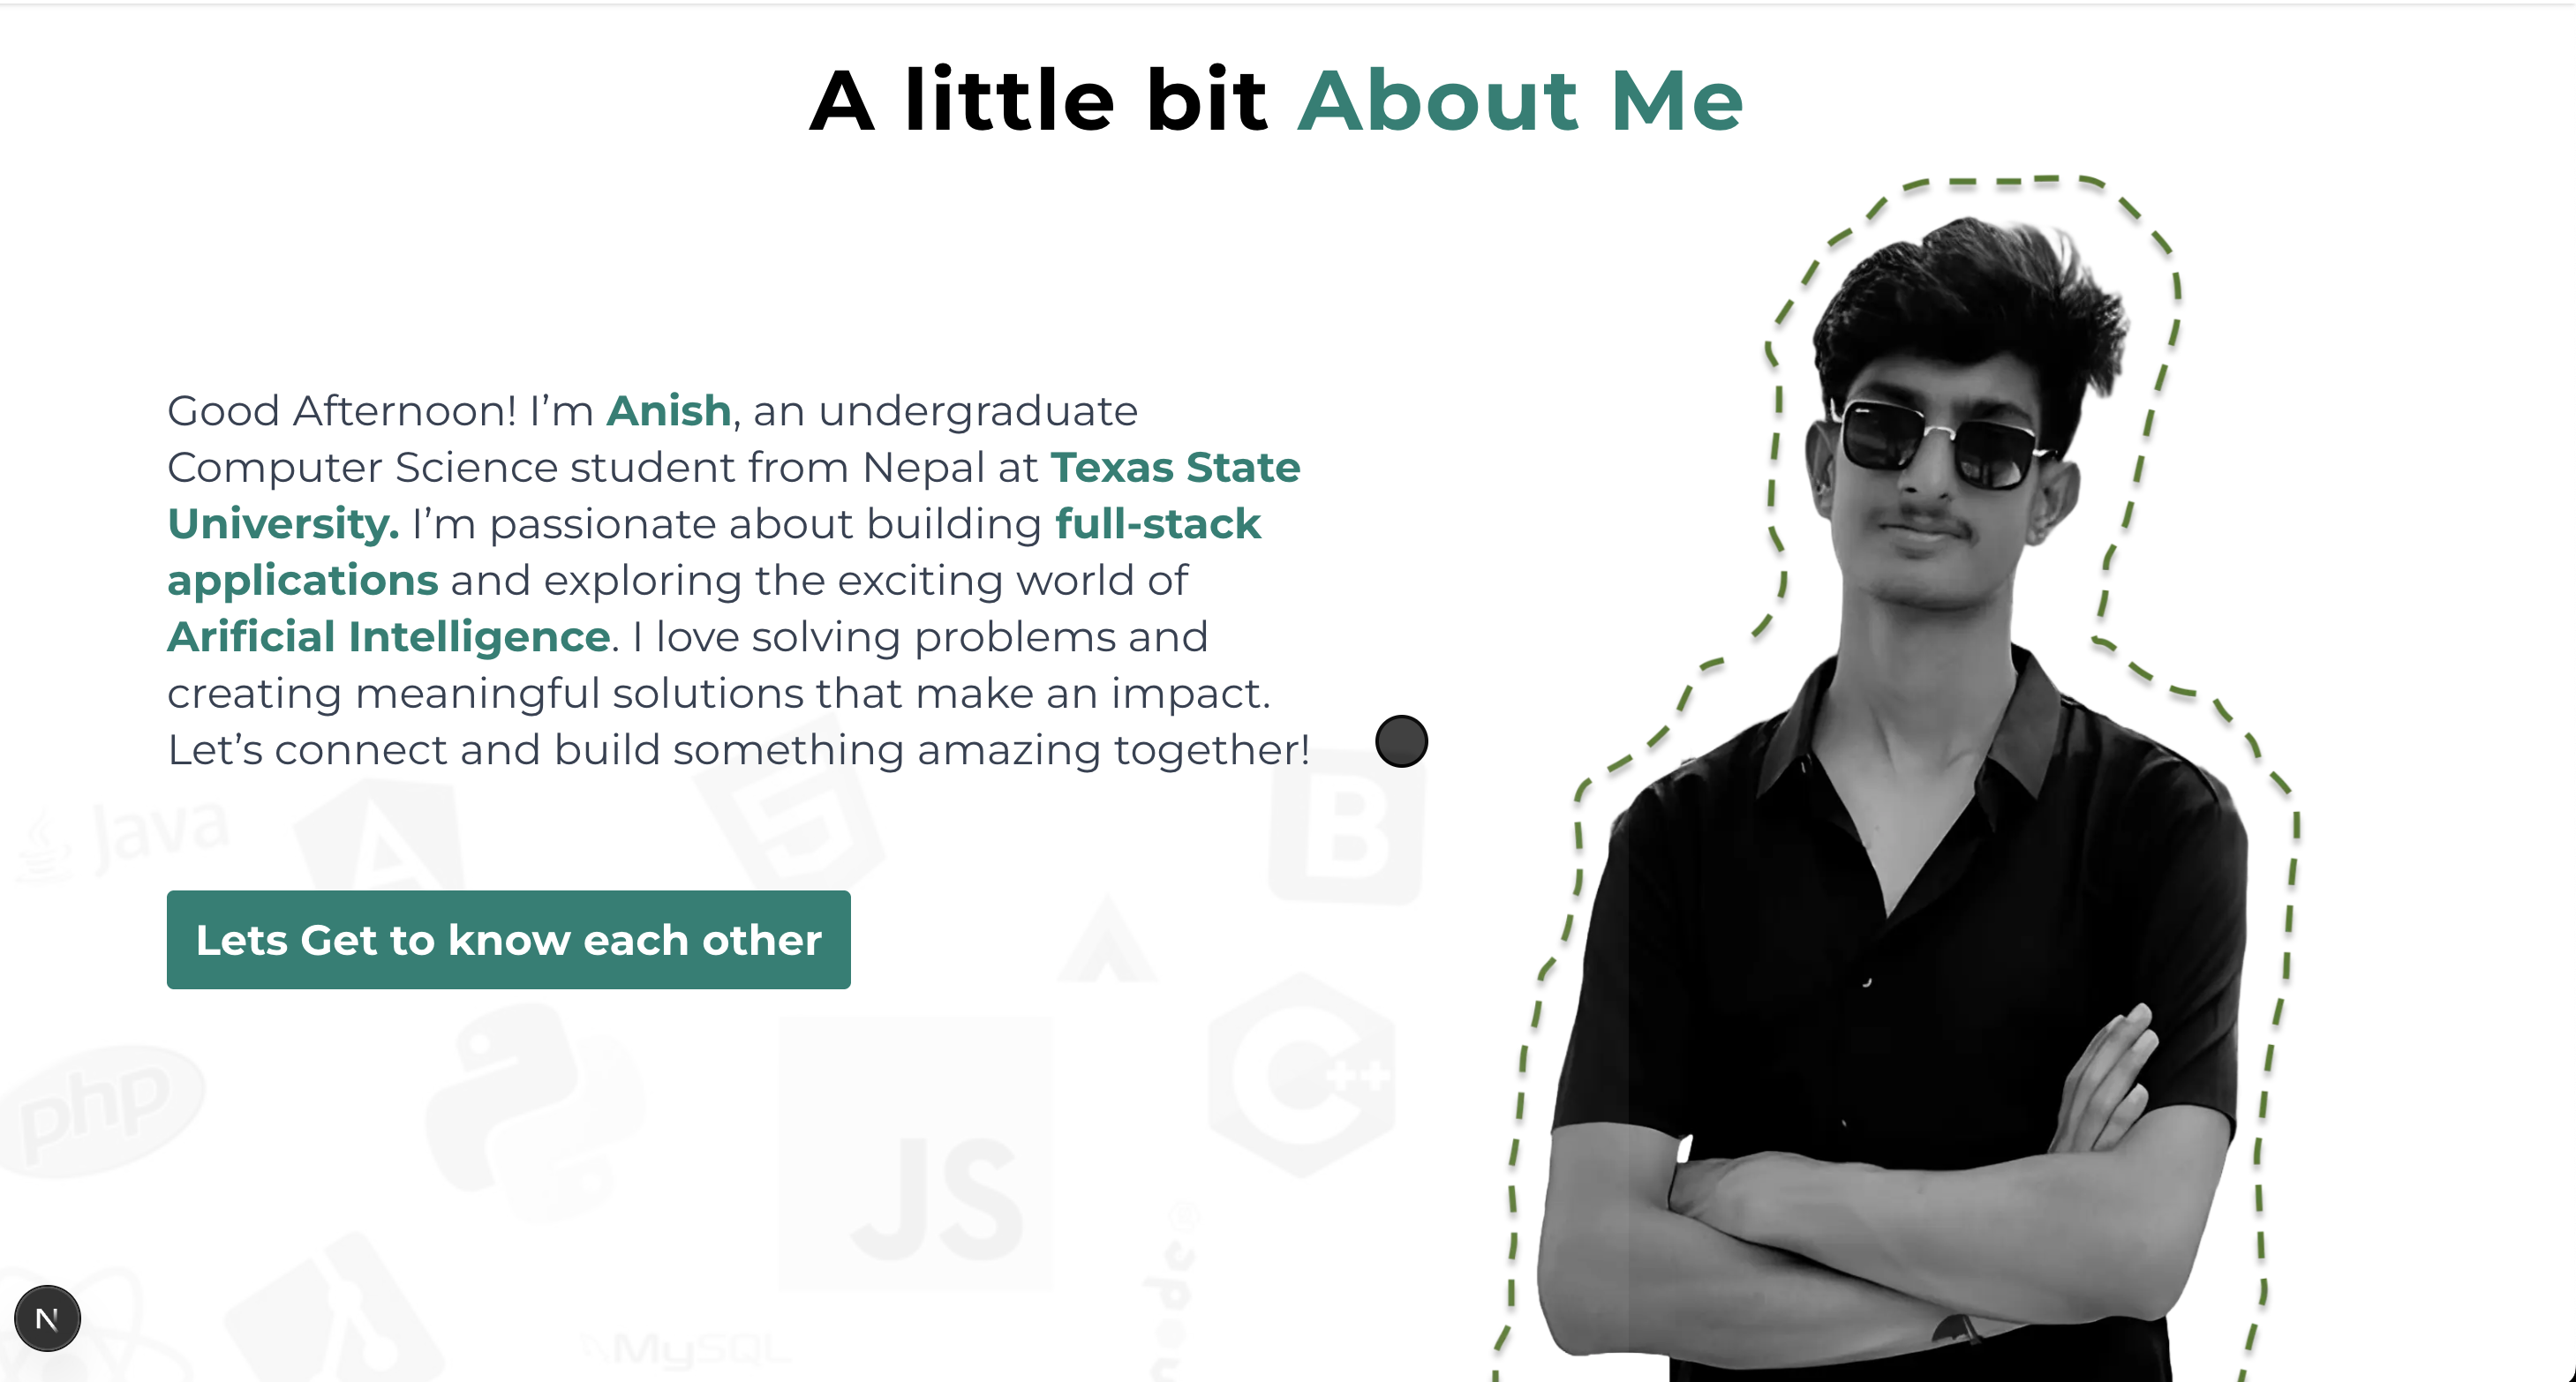 A little bit About Me
Good Afternoon! I’m Anish, an undergraduate
Computer Science student from Nepal at Texas State
University. I’m passionate about building full-stack
applications and exploring the exciting world of
Arificial Intelligence. I love solving problems and
creating meaningful solutions that make an impact.
Let’s connect and build something amazing together!
Java
A
5
B
Lets Get to know each other
C++
php
JS
node®
N
MySQL